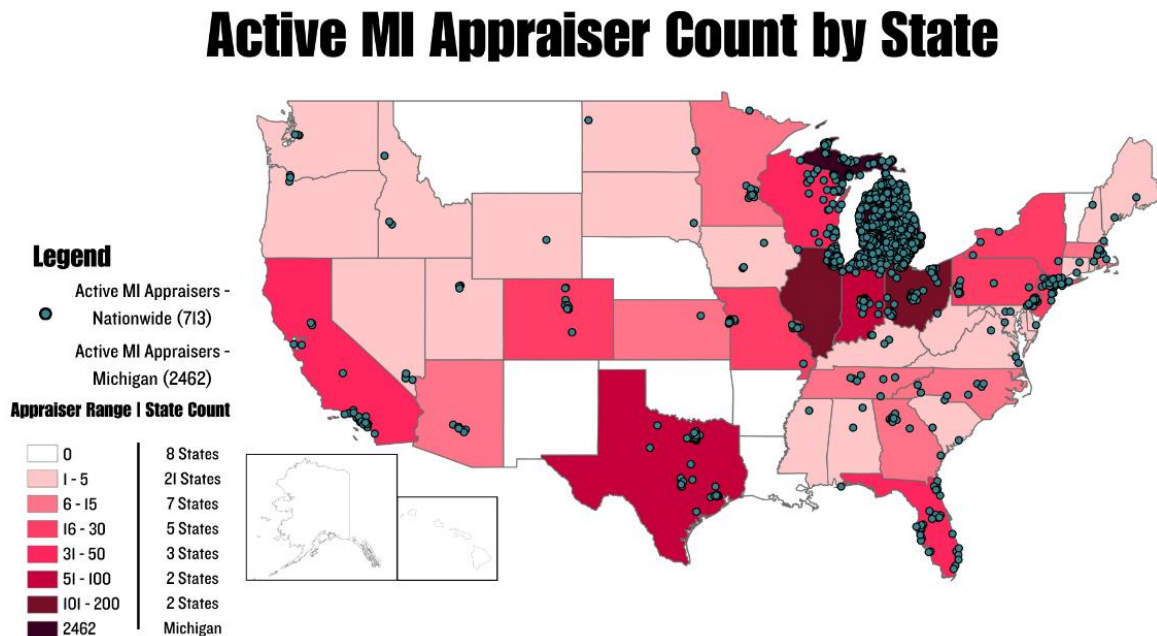 Active MI Appraiser Count by State
Legend
Active MI Appraisers -
Nationwide (713)
Active MI Appraisers -
Michigan (2462)
Appraiser Range | State Count
0 8 States
1 - 5 21 States
6 - 15 7 States
16 - 30 5 States
31 - 50 3 States
51 - 100 2 States
101 - 200 2 States
2462 Michigan